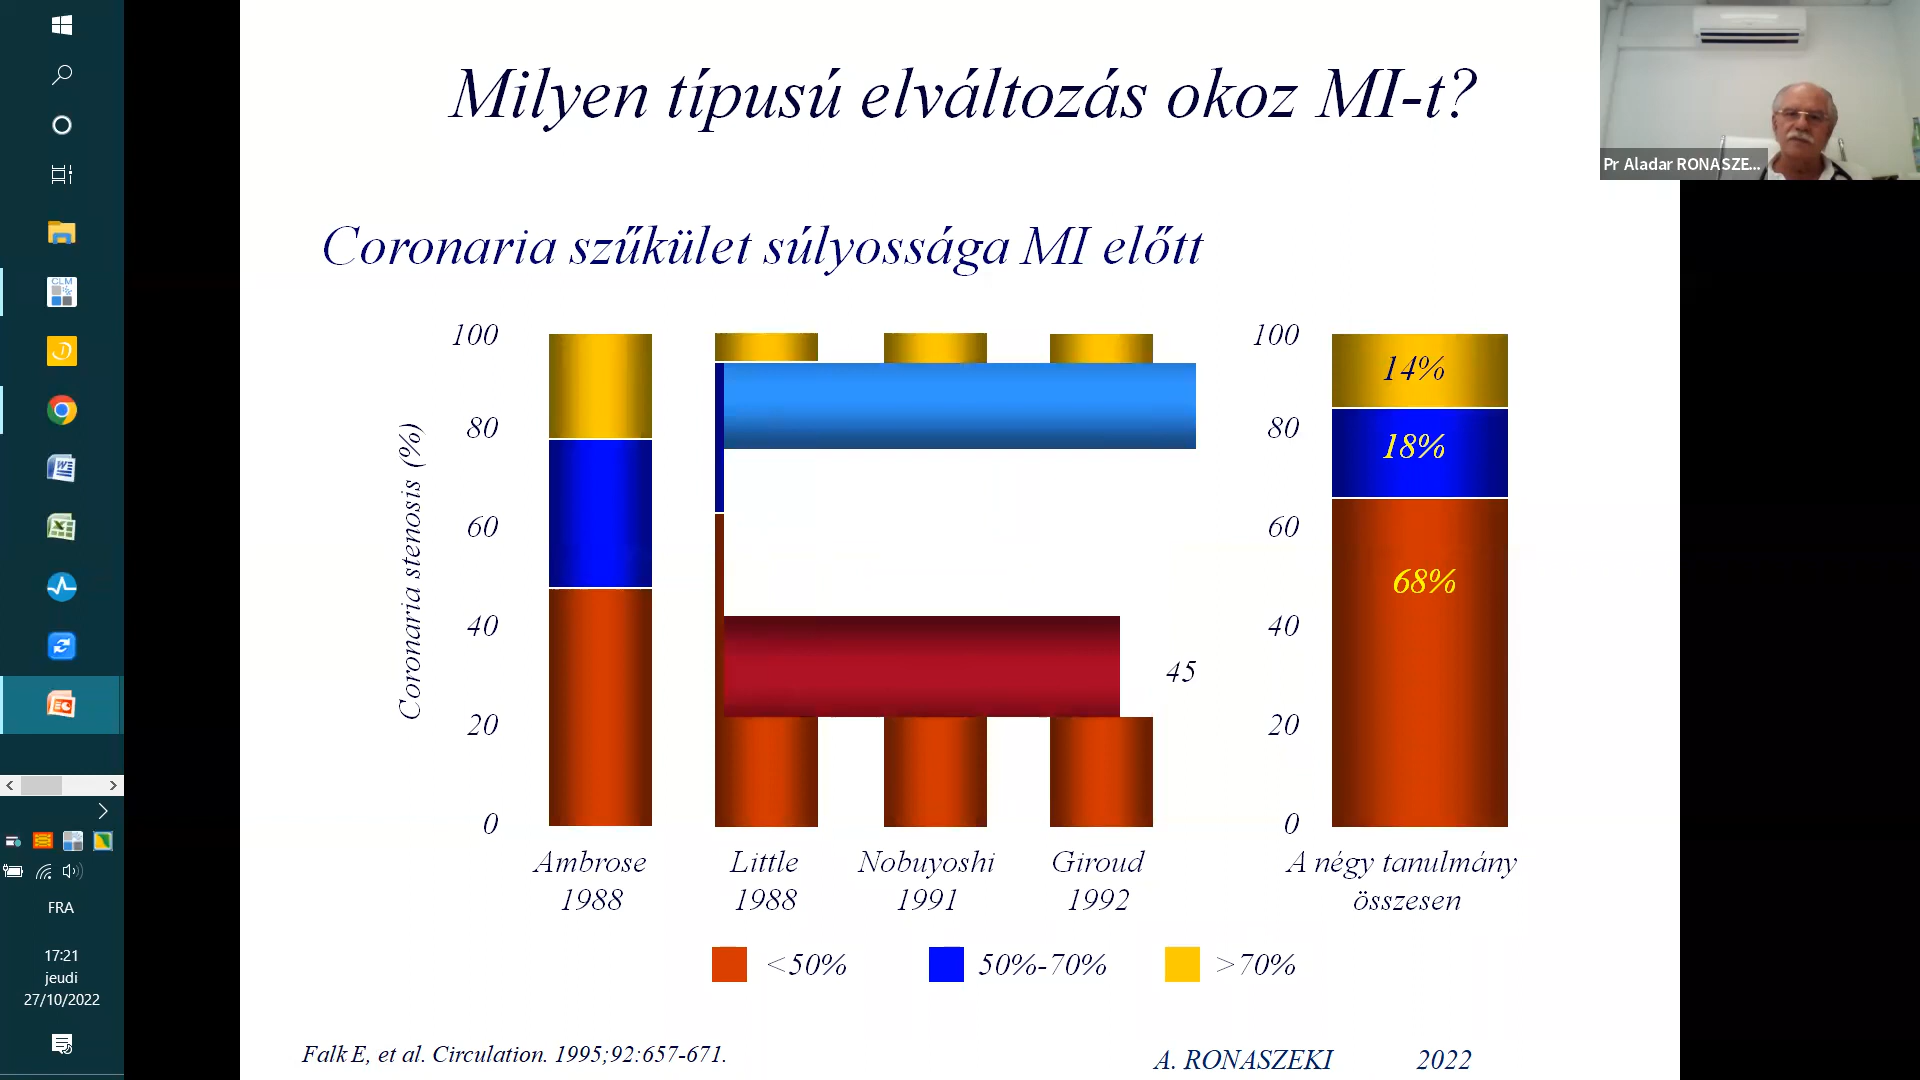 Milyen típusú elváltozás okoz MI-t?
Pr Aladar RONASZE...
Coronaria szűkület súlyossága MI előtt
Coronaria stenosis (%)
100
80
60
40
20
0
45
100
80
60
40
20
0
14%
18%
68%
Ambrose
1988
Little
1988
Nobuyoshi
1991
Giroud
1992
A négy tanulmány
összesen
<50%
50%-70%
>70%
Falk E, et al. Circulation. 1995;92:657-671.
A. RONASZEKI
2022
CLM
FRA
17:21
jeudi
27/10/2022